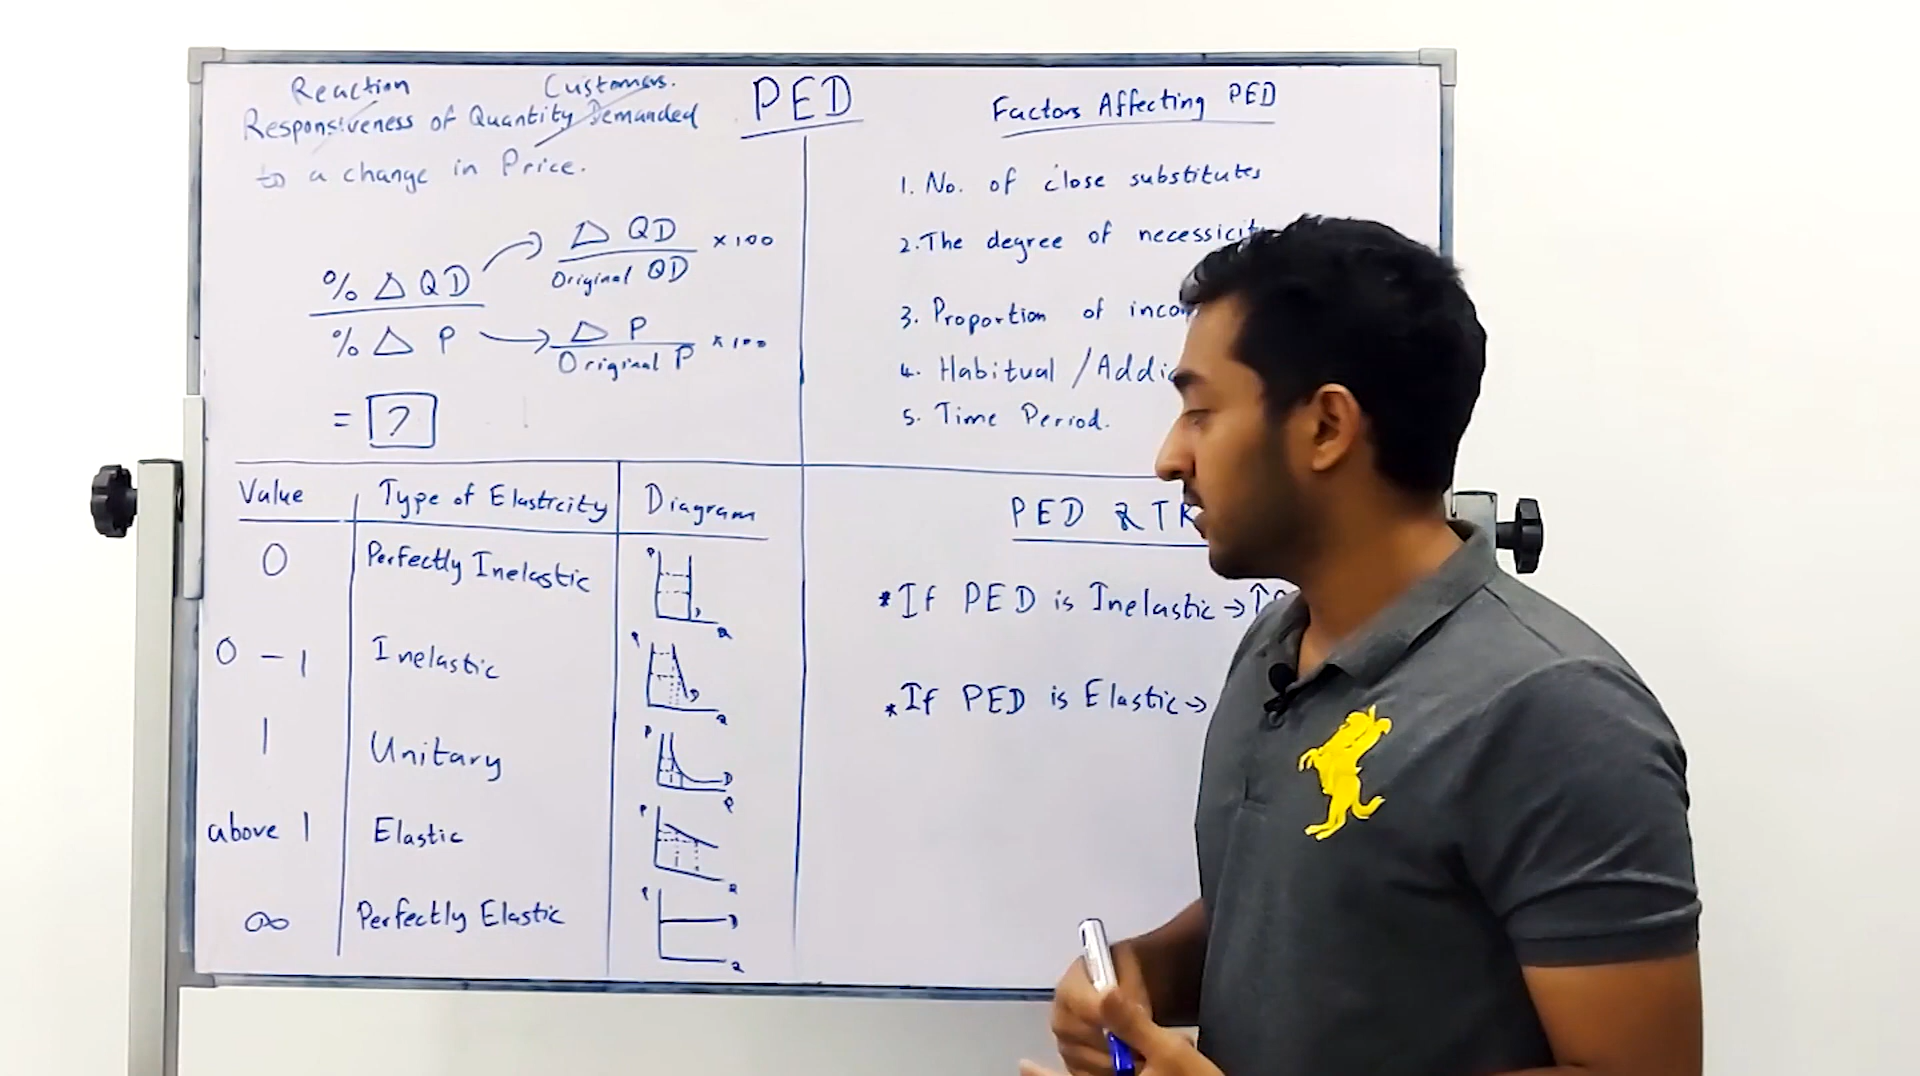 PED
Reaction Customers.
Responsiveness of Quantity Demanded
to a change in Price.
% Δ QD
% Δ P
Δ QD
Original QD
× 100
Δ P
Original P
× 100
= ?
Factors Affecting PED
1. No. of close substitutes
2. The degree of
3. Proportion of
4. Habitual /
5. Time Period.
Value Type of Elasticity Diagram
0 Perfectly Inelastic
P
D
Q
0 – 1 Inelastic
P
D
Q
1 Unitary
P
D
Q
above 1 Elastic
P
Q
∞ Perfectly Elastic
P
D
Q
PED & TR
* If PED is Inelastic → ↑
* If PED is Elastic →